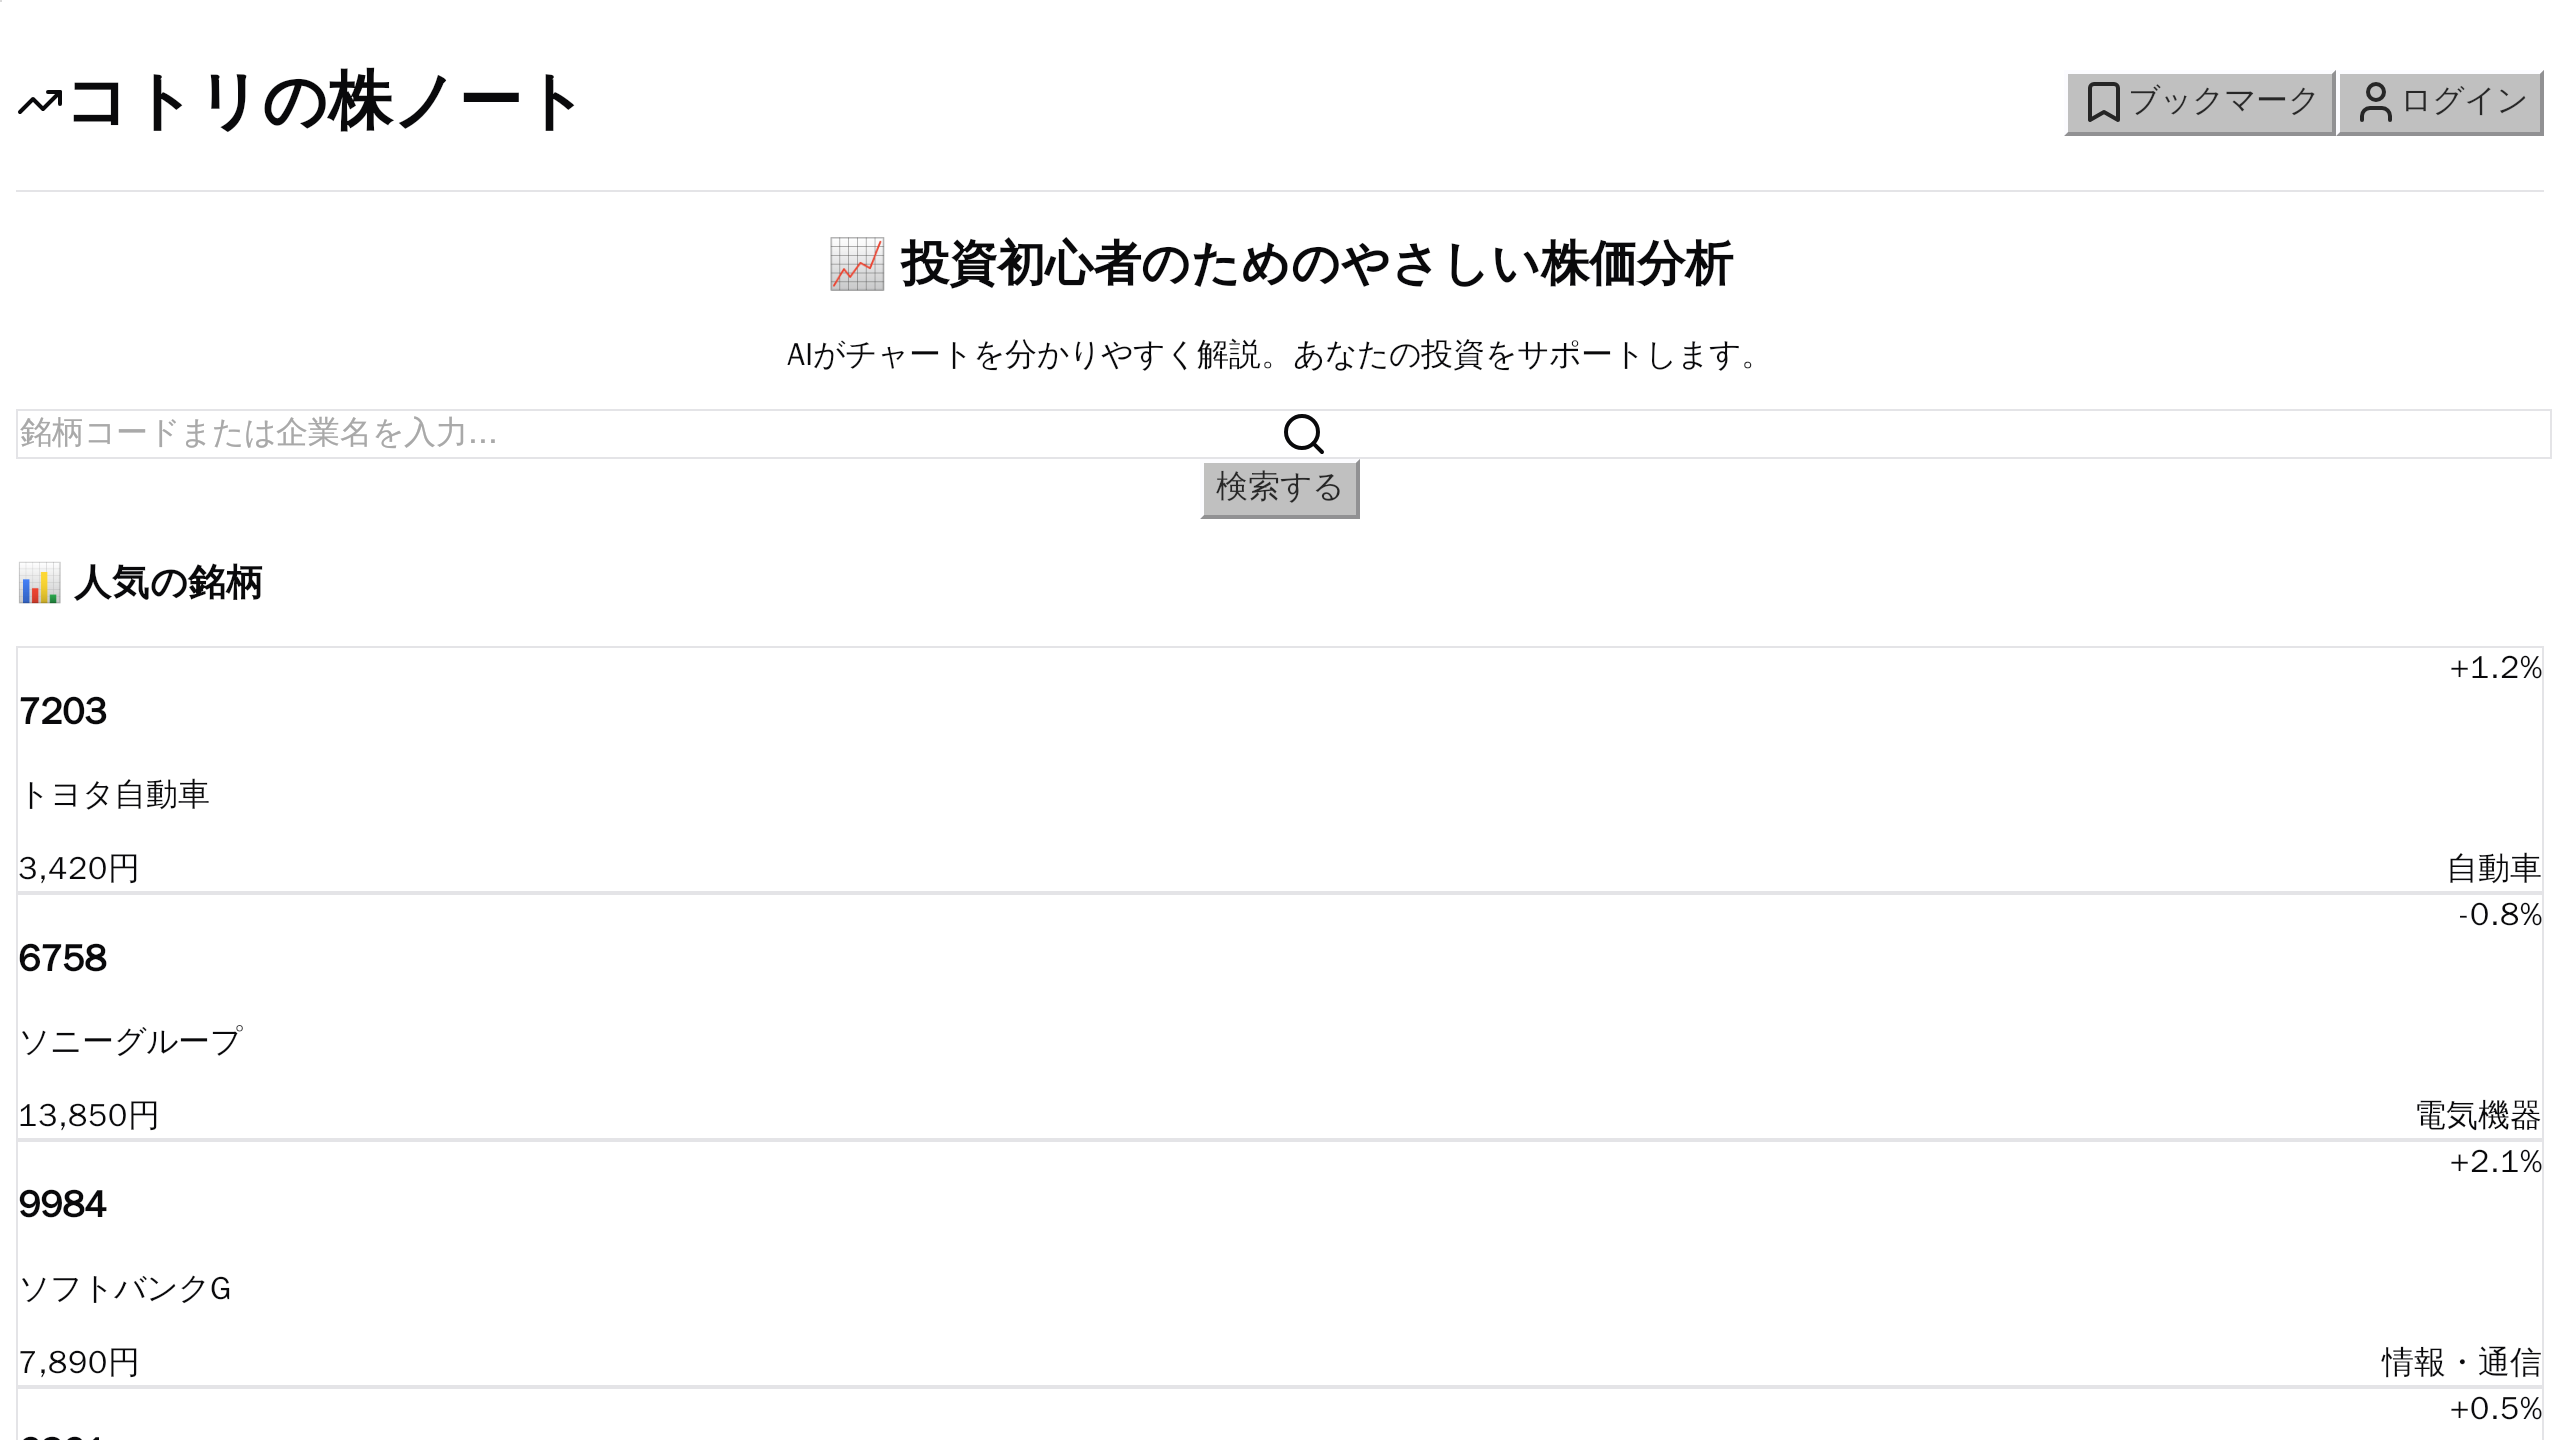 コトリの株ノート
ブックマーク
ログイン
投資初心者のためのやさしい株価分析
AIがチャートを分かりやすく解説。あなたの投資をサポートします。
銘柄コードまたは企業名を入力...
検索する
人気の銘柄
+1.2%
7203
トヨタ自動車
3,420円 自動車
-0.8%
6758
ソニーグループ
13,850円 電気機器
+2.1%
9984
ソフトバンクG
7,890円 情報・通信
+0.5%